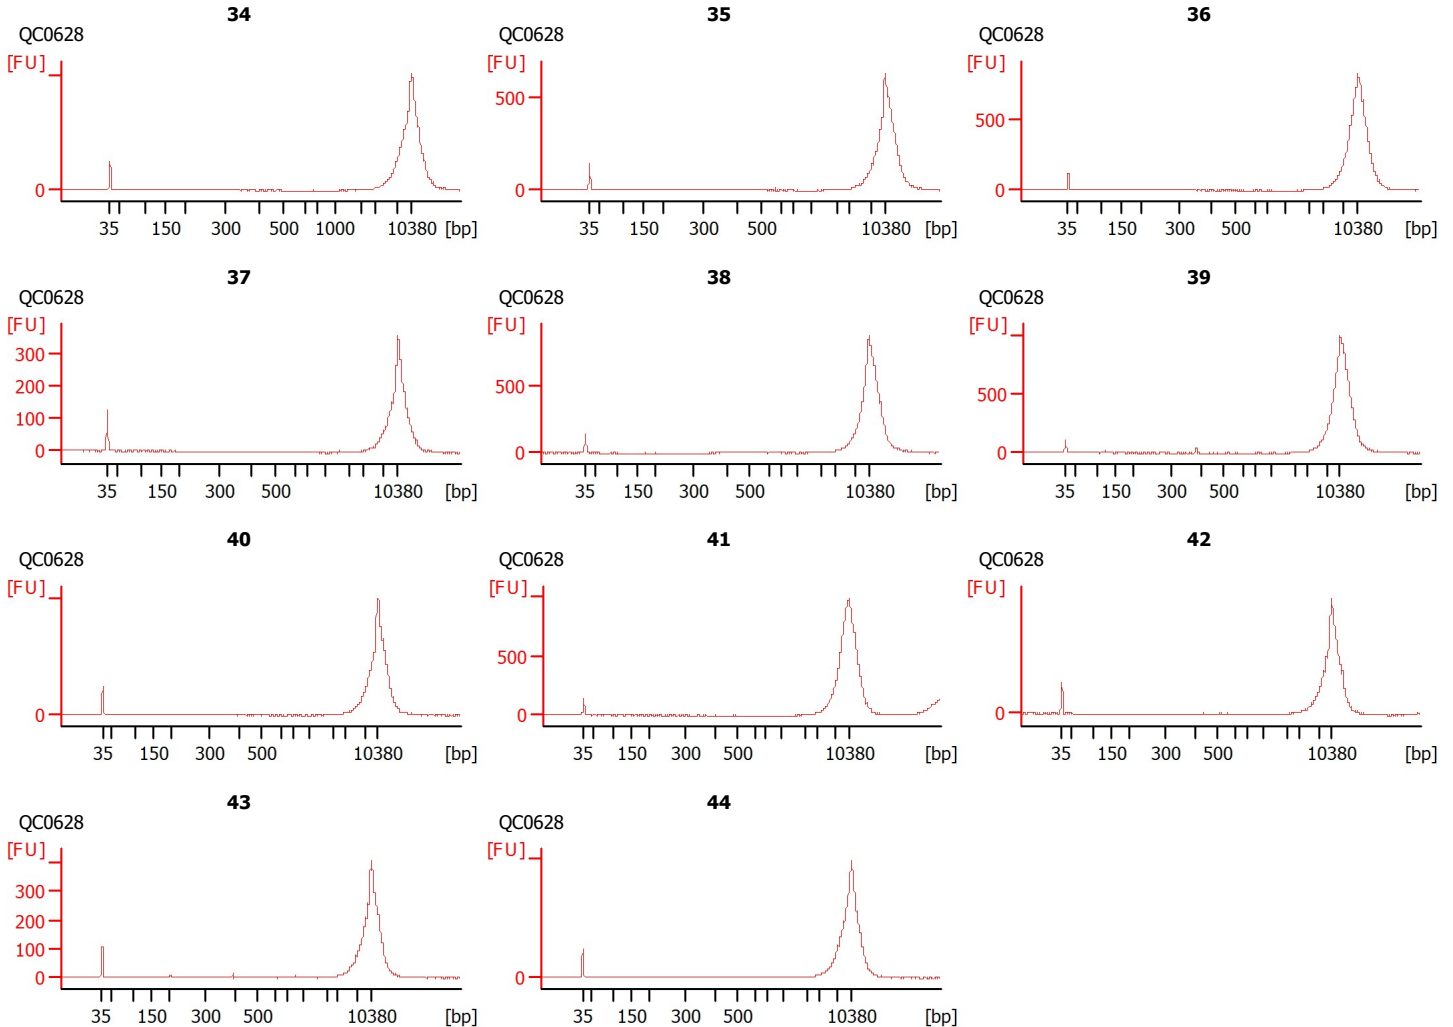 34 35 36
QC0628 QC0628 QC0628
[FU] [FU] [FU]
500 500
0 0 0
35 150 300 500 1000 10380 [bp] 35 150 300 500 10380 [bp] 35 150 300 500 10380 [bp]
37 38 39
QC0628 QC0628 QC0628
[FU] [FU] [FU]
300
200 500 500
100
0 0 0
35 150 300 500 10380 [bp] 35 150 300 500 10380 [bp] 35 150 300 500 10380 [bp]
40 41 42
QC0628 QC0628 QC0628
[FU] [FU] [FU]
500
0 0 0
35 150 300 500 10380 [bp] 35 150 300 500 10380 [bp] 35 150 300 500 10380 [bp]
43 44
QC0628 QC0628
[FU] [FU]
300
200
100
0 0
35 150 300 500 10380 [bp] 35 150 300 500 10380 [bp]